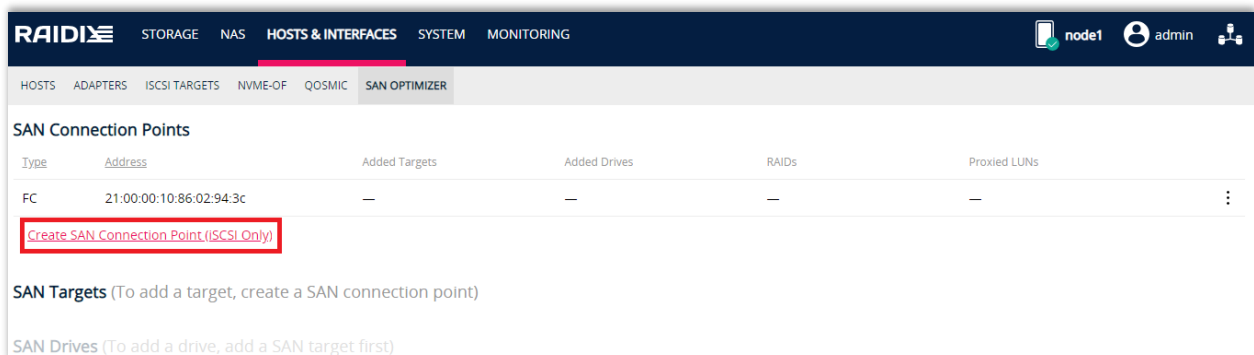 RAIDIX STORAGE NAS HOSTS & INTERFACES SYSTEM MONITORING node1 admin
HOSTS ADAPTERS ISCSI TARGETS NVME-OF QOSMIC SAN OPTIMIZER
SAN Connection Points
Type Address Added Targets Added Drives RAIDs Proxied LUNs
FC 21:00:00:10:86:02:94:3c — — — —
Create SAN Connection Point (iSCSI Only)
SAN Targets (To add a target, create a SAN connection point)
SAN Drives (To add a drive, add a SAN target first)